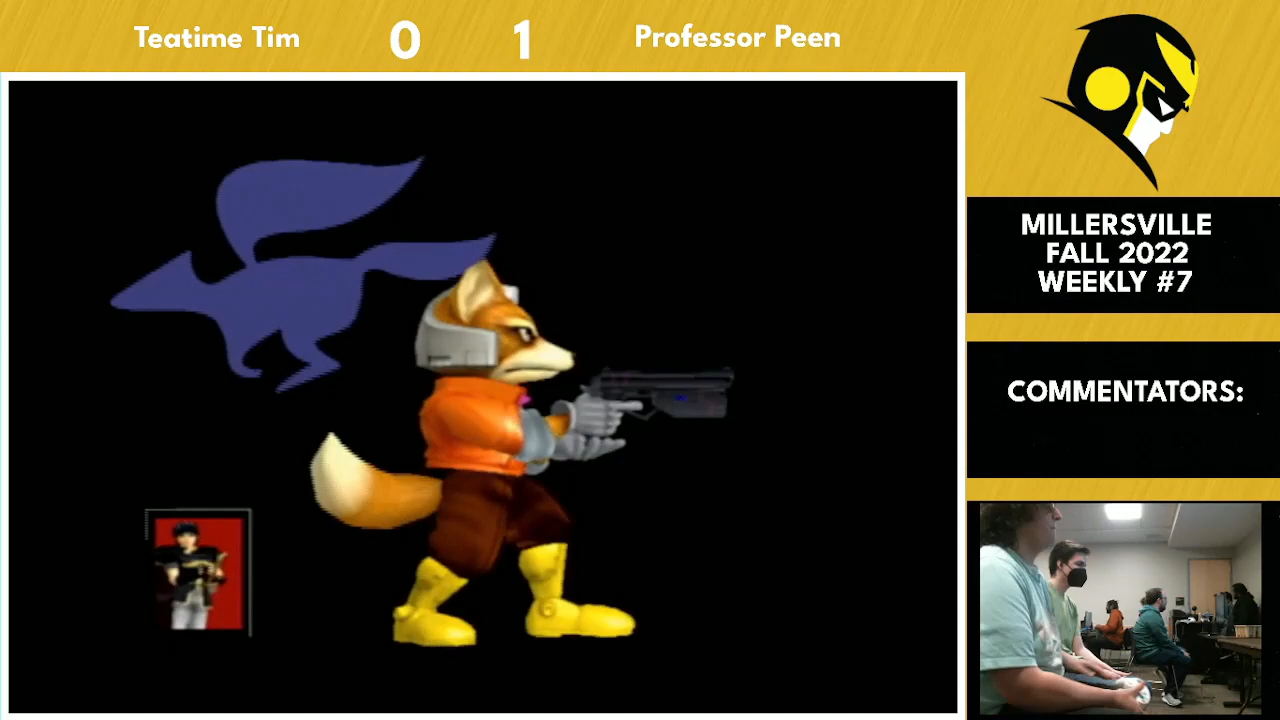 Teatime Tim 0 1 Professor Peen
MILLERSVILLE
FALL 2022
WEEKLY #7
COMMENTATORS: